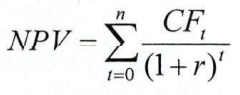 NPV = \sum_{t=0}^{n} \frac{CF_t}{(1+r)^t}